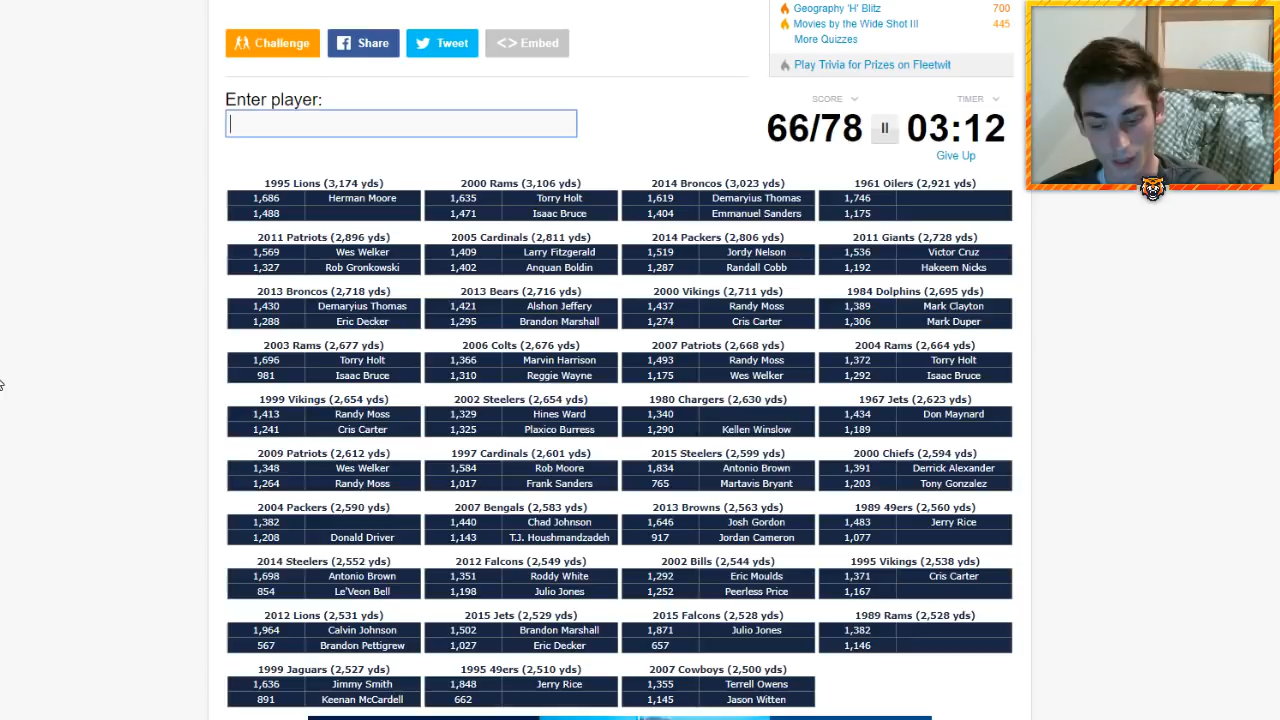 Geography 'H' Blitz 700
Movies by the Wide Shot III 445
More Quizzes
Challenge Share Tweet <> Embed
Play Trivia for Prizes on Fleetwit
Enter player:
SCORE TIMER
66/78 03:12
Give Up
1995 Lions (3,174 yds) 2000 Rams (3,106 yds) 2014 Broncos (3,023 yds) 1961 Oilers (2,921 yds)
1,686 Herman Moore 1,635 Torry Holt 1,619 Demaryius Thomas 1,746
1,488 1,471 Isaac Bruce 1,404 Emmanuel Sanders 1,175
2011 Patriots (2,896 yds) 2005 Cardinals (2,811 yds) 2014 Packers (2,806 yds) 2011 Giants (2,728 yds)
1,569 Wes Welker 1,409 Larry Fitzgerald 1,519 Jordy Nelson 1,536 Victor Cruz
1,327 Rob Gronkowski 1,402 Anquan Boldin 1,287 Randall Cobb 1,192 Hakeem Nicks
2013 Broncos (2,718 yds) 2013 Bears (2,716 yds) 2000 Vikings (2,711 yds) 1984 Dolphins (2,695 yds)
1,430 Demaryius Thomas 1,421 Alshon Jeffery 1,437 Randy Moss 1,389 Mark Clayton
1,288 Eric Decker 1,295 Brandon Marshall 1,274 Cris Carter 1,306 Mark Duper
2003 Rams (2,677 yds) 2006 Colts (2,676 yds) 2007 Patriots (2,668 yds) 2004 Rams (2,664 yds)
1,696 Torry Holt 1,366 Marvin Harrison 1,493 Randy Moss 1,372 Torry Holt
981 Isaac Bruce 1,310 Reggie Wayne 1,175 Wes Welker 1,292 Isaac Bruce
1999 Vikings (2,654 yds) 2002 Steelers (2,654 yds) 1980 Chargers (2,630 yds) 1967 Jets (2,623 yds)
1,413 Randy Moss 1,329 Hines Ward 1,340 1,434 Don Maynard
1,241 Cris Carter 1,325 Plaxico Burress 1,290 Kellen Winslow 1,189
2009 Patriots (2,612 yds) 1997 Cardinals (2,601 yds) 2015 Steelers (2,599 yds) 2000 Chiefs (2,594 yds)
1,348 Wes Welker 1,584 Rob Moore 1,834 Antonio Brown 1,391 Derrick Alexander
1,264 Randy Moss 1,017 Frank Sanders 765 Martavis Bryant 1,203 Tony Gonzalez
2004 Packers (2,590 yds) 2007 Bengals (2,583 yds) 2013 Browns (2,563 yds) 1989 49ers (2,560 yds)
1,382 1,440 Chad Johnson 1,646 Josh Gordon 1,483 Jerry Rice
1,208 Donald Driver 1,143 T.J. Houshmandzadeh 917 Jordan Cameron 1,077
2014 Steelers (2,552 yds) 2012 Falcons (2,549 yds) 2002 Bills (2,544 yds) 1995 Vikings (2,538 yds)
1,698 Antonio Brown 1,351 Roddy White 1,292 Eric Moulds 1,371 Cris Carter
854 Le'Veon Bell 1,198 Julio Jones 1,252 Peerless Price 1,167
2012 Lions (2,531 yds) 2015 Jets (2,529 yds) 2015 Falcons (2,528 yds) 1989 Rams (2,528 yds)
1,964 Calvin Johnson 1,502 Brandon Marshall 1,871 Julio Jones 1,382
567 Brandon Pettigrew 1,027 Eric Decker 657 1,146
1999 Jaguars (2,527 yds) 1995 49ers (2,510 yds) 2007 Cowboys (2,500 yds)
1,636 Jimmy Smith 1,848 Jerry Rice 1,355 Terrell Owens
891 Keenan McCardell 662 1,145 Jason Witten